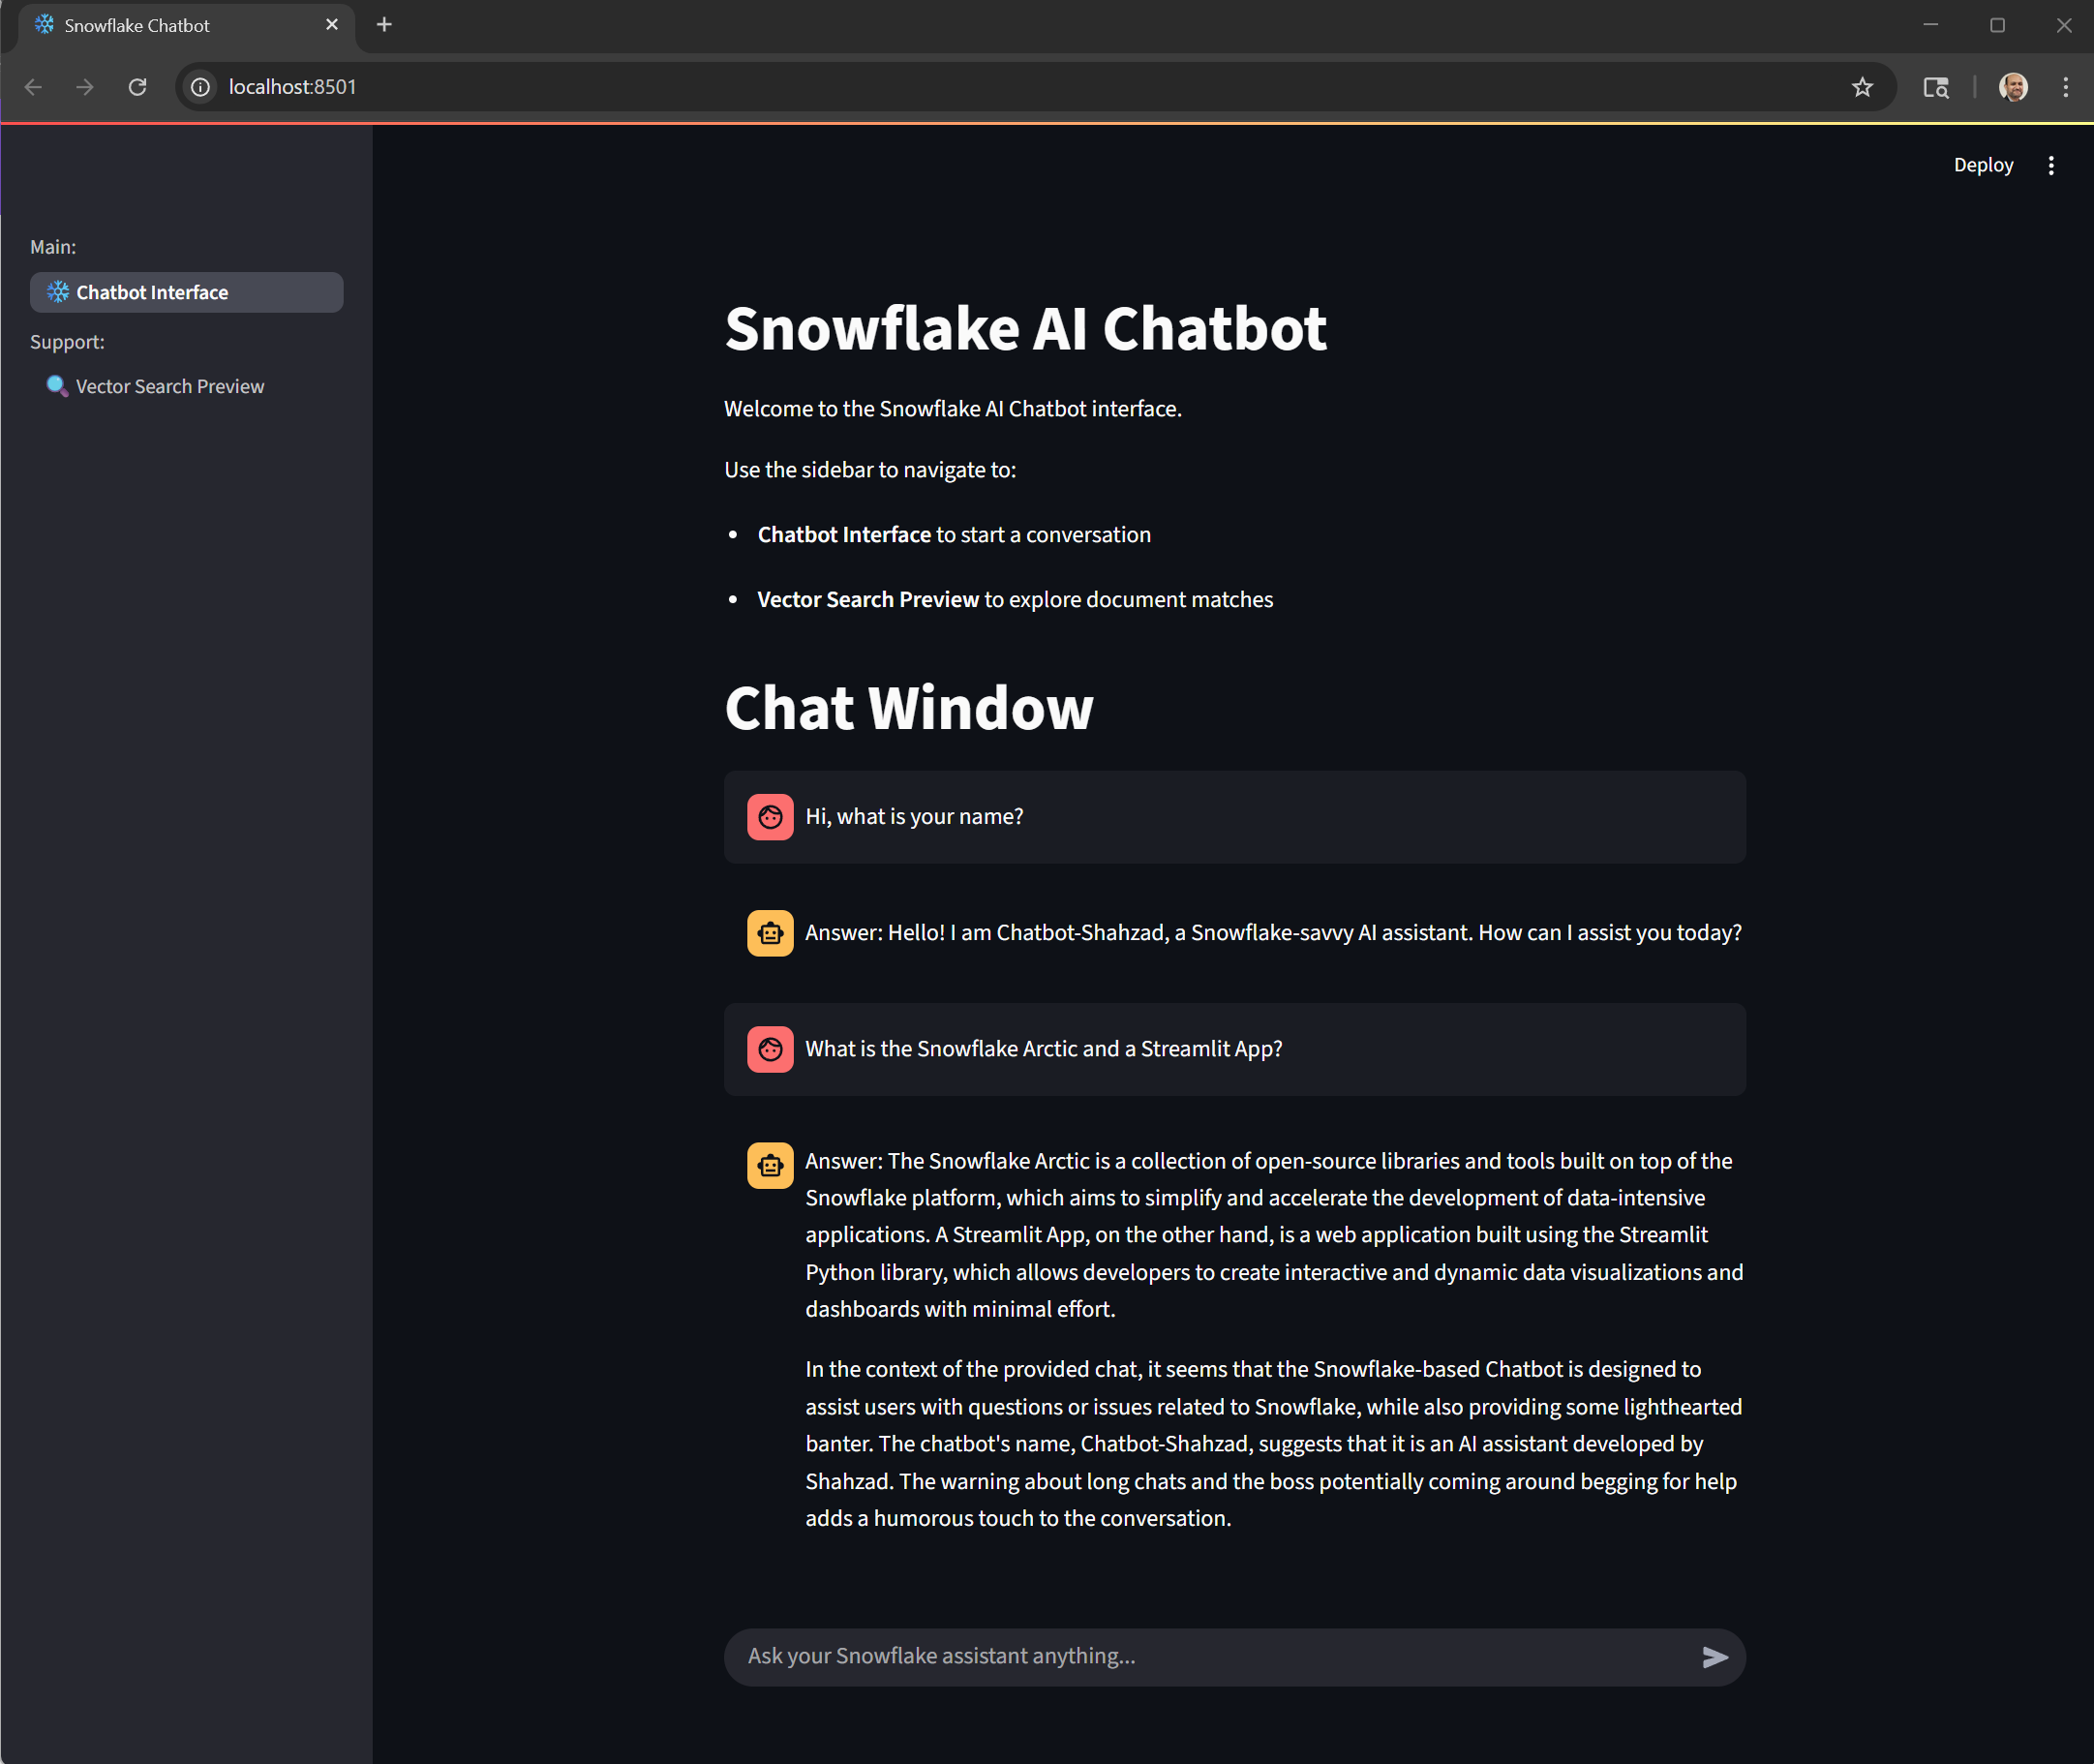 Snowflake Chatbot
localhost:8501
Deploy
Main:
Chatbot Interface
Support:
Vector Search Preview
Snowflake AI Chatbot
Welcome to the Snowflake AI Chatbot interface.
Use the sidebar to navigate to:
• Chatbot Interface to start a conversation
• Vector Search Preview to explore document matches
Chat Window
Hi, what is your name?
Answer: Hello! I am Chatbot-Shahzad, a Snowflake-savvy AI assistant. How can I assist you today?
What is the Snowflake Arctic and a Streamlit App?
Answer: The Snowflake Arctic is a collection of open-source libraries and tools built on top of the
Snowflake platform, which aims to simplify and accelerate the development of data-intensive
applications. A Streamlit App, on the other hand, is a web application built using the Streamlit
Python library, which allows developers to create interactive and dynamic data visualizations and
dashboards with minimal effort.
In the context of the provided chat, it seems that the Snowflake-based Chatbot is designed to
assist users with questions or issues related to Snowflake, while also providing some lighthearted
banter. The chatbot's name, Chatbot-Shahzad, suggests that it is an AI assistant developed by
Shahzad. The warning about long chats and the boss potentially coming around begging for help
adds a humorous touch to the conversation.
Ask your Snowflake assistant anything...